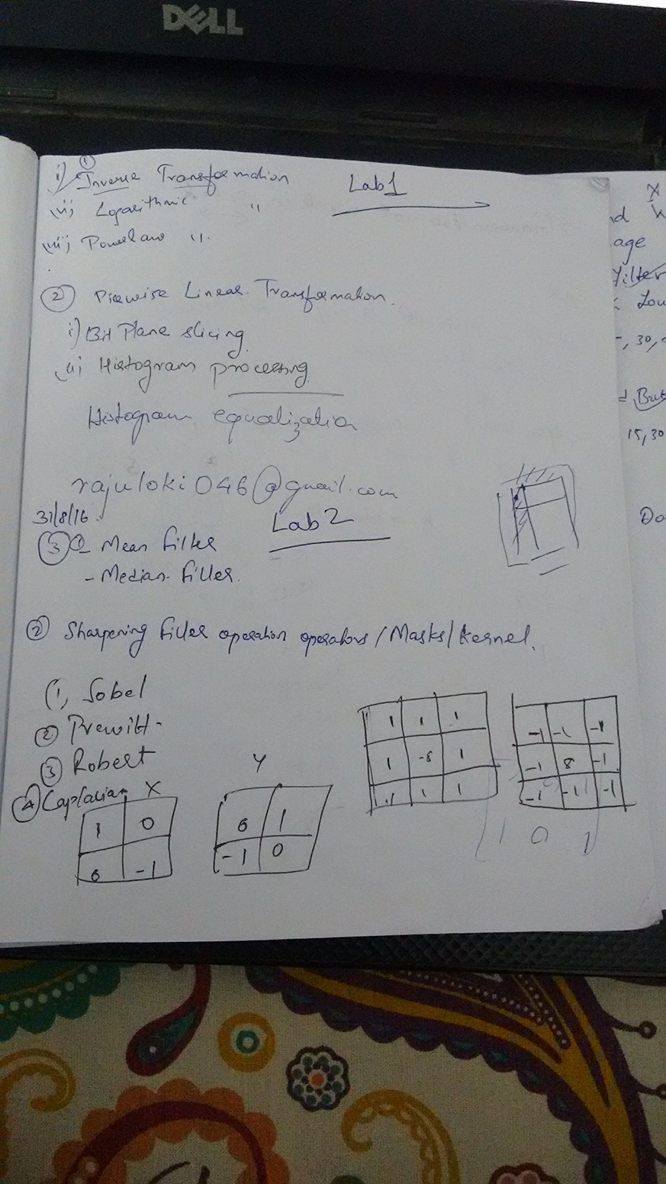 DELL
①
i) Inverse Transformation Lab1
ii) Logarithmic "
iii) Powerlaw ".
② Piecewise Linear Transformation.
i) Bit Plane slicing
ii) Histogram processing
Histogram equalization
rajuloki046@gmail.com
31/8/16. Lab2
③ ① - Mean filter
- Median filter.
② Sharpening filter operation operators/Masks/kernel.
(1) Sobel
② Prewitt
③ Robert
④ Laplacian
X
1 0
0 -1
Y
0 1
-1 0
1 1 1
1 -8 1
1 1 1
-1 -1 -1
-1 8 -1
-1 -1 -1
1 0 1
X
age
filter
Low
, 30,
15,30
Do